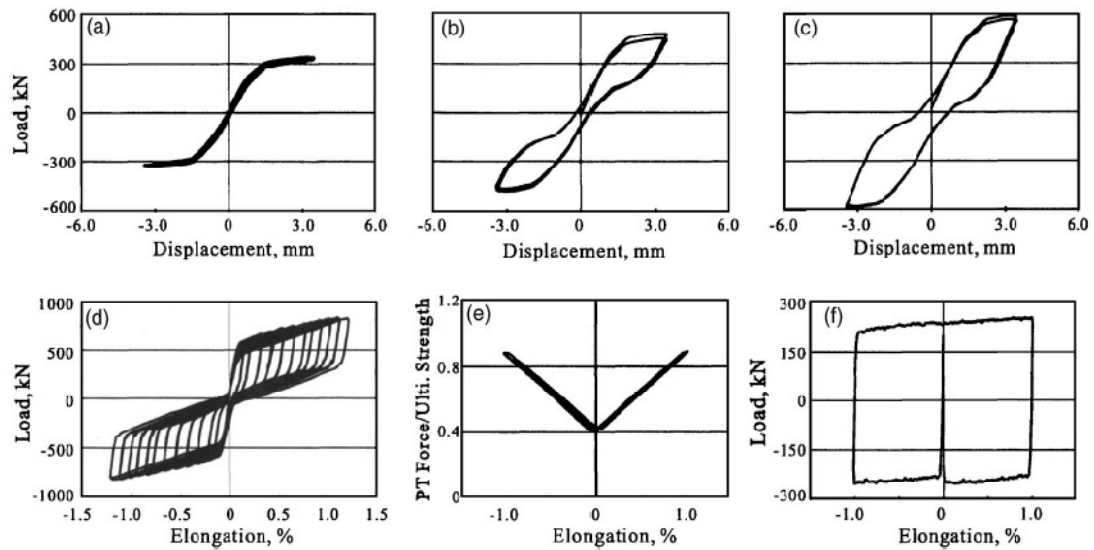 (a)
600
300
0
-300
-600
Load, kN
-6.0 -3.0 0 3.0 6.0
Displacement, mm
(b)
-5.0 -3.0 0 3.0 6.0
Displacement, mm
(c)
-6.0 -3.0 0 3.0 6.0
Displacement, mm
(d)
1000
500
0
-500
-1000
Load, kN
-1.5 -1.0 -0.5 0 0.5 1.0 1.5
Elongation, %
(e)
1.2
0.8
0.4
0
PT Force/Ulti. Strength
-1.0 0 1.0
Elongation, %
(f)
300
150
0
-150
-300
Load, kN
-1.0 0 1.0
Elongation, %